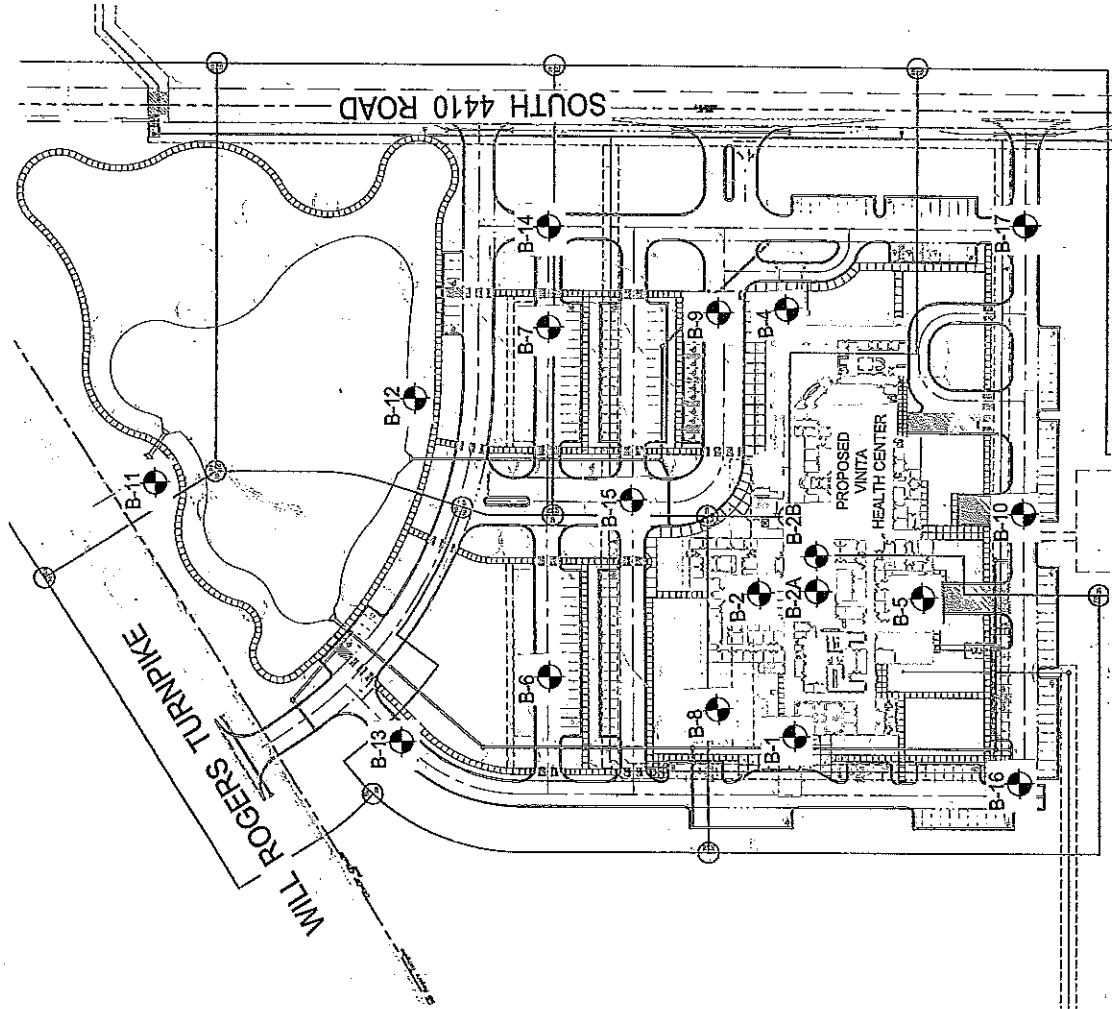 SOUTH 4410 ROAD
WILL ROGERS TURNPIKE
B-11
B-12
B-13
B-14
B-7
B-6
B-15
B-9
B-4
B-8
B-2
B-2A
B-2B
B-1
B-5
B-10
B-16
B-17
PROPOSED
VINITA
HEALTH CENTER